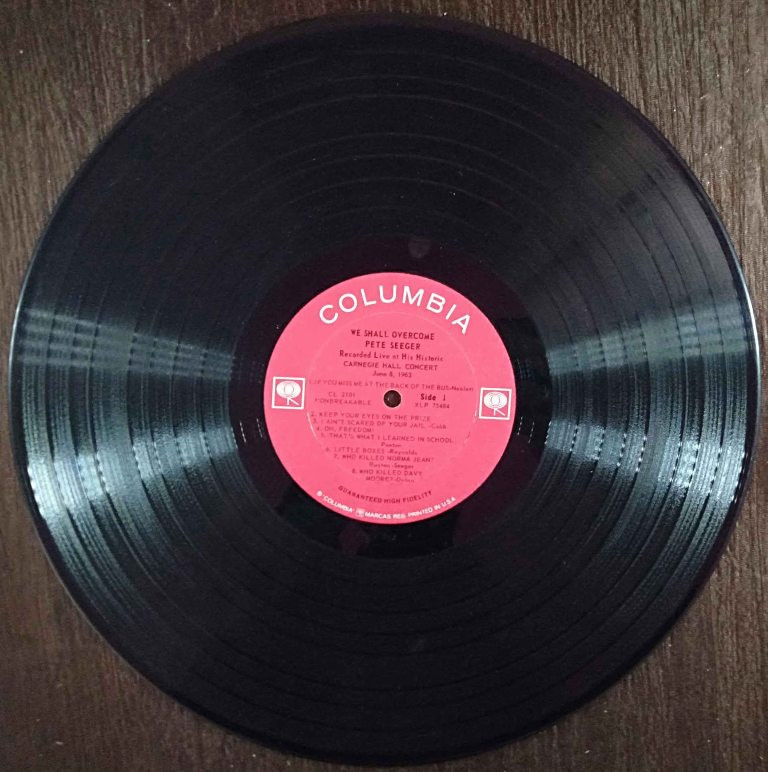 COLUMBIA
WE SHALL OVERCOME
PETE SEEGER
Recorded Live at His Historic
CARNEGIE HALL CONCERT
June 8, 1963
1. IF YOU MISS ME AT THE BACK OF THE BUS-Neblett
CL 2101 Side 1
NONBREAKABLE XLP 75484
2. KEEP YOUR EYES ON THE PRIZE
3. I AIN'T SCARED OF YOUR JAIL -Cobb
4. OH, FREEDOM!
5. THAT'S WHAT I LEARNED IN SCHOOL
Paxton
6. LITTLE BOXES -Reynolds
7. WHO KILLED NORMA JEAN?
Rosten -Seeger
8. WHO KILLED DAVY
MOORE?-Dylan
GUARANTEED HIGH FIDELITY
® "COLUMBIA" MARCAS REG. PRINTED IN U.S.A.